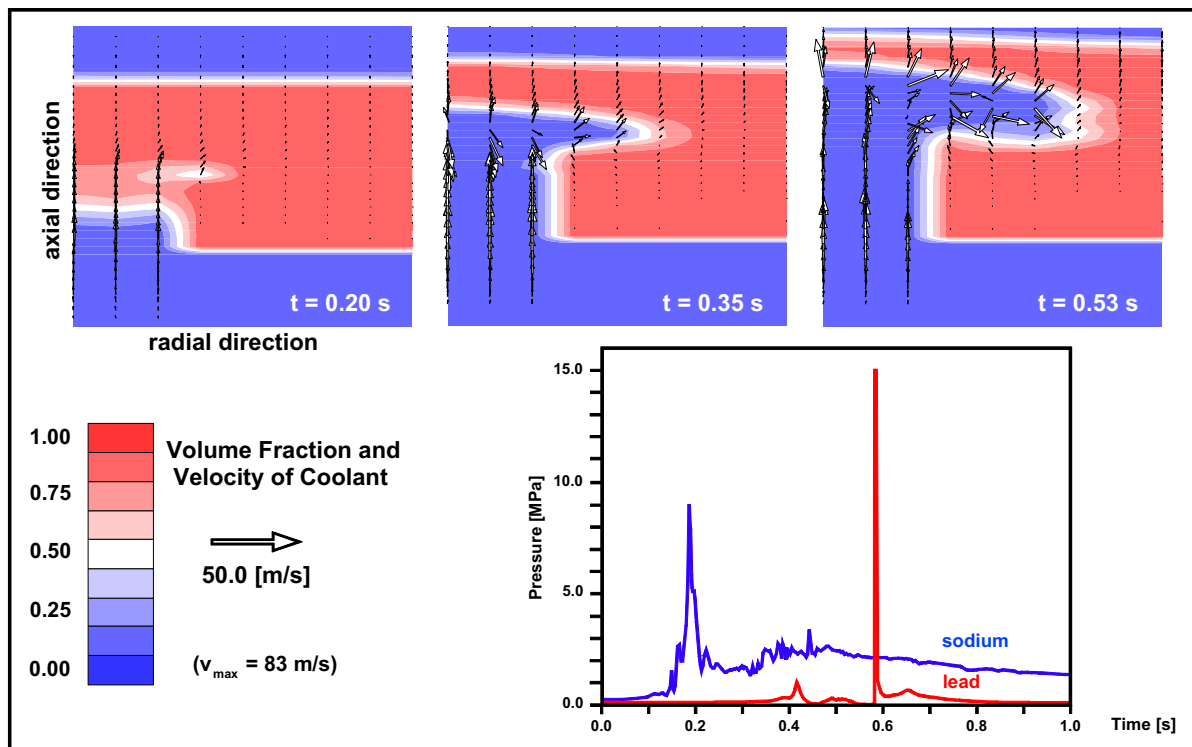 axial direction
t = 0.20 s
t = 0.35 s
t = 0.53 s
radial direction
1.00
0.75
0.50
0.25
0.00
Volume Fraction and
Velocity of Coolant
50.0 [m/s]
(vmax = 83 m/s)
Pressure [MPa]
15.0
10.0
5.0
0.0
sodium
lead
0.0
0.2
0.4
0.6
0.8
1.0
Time [s]